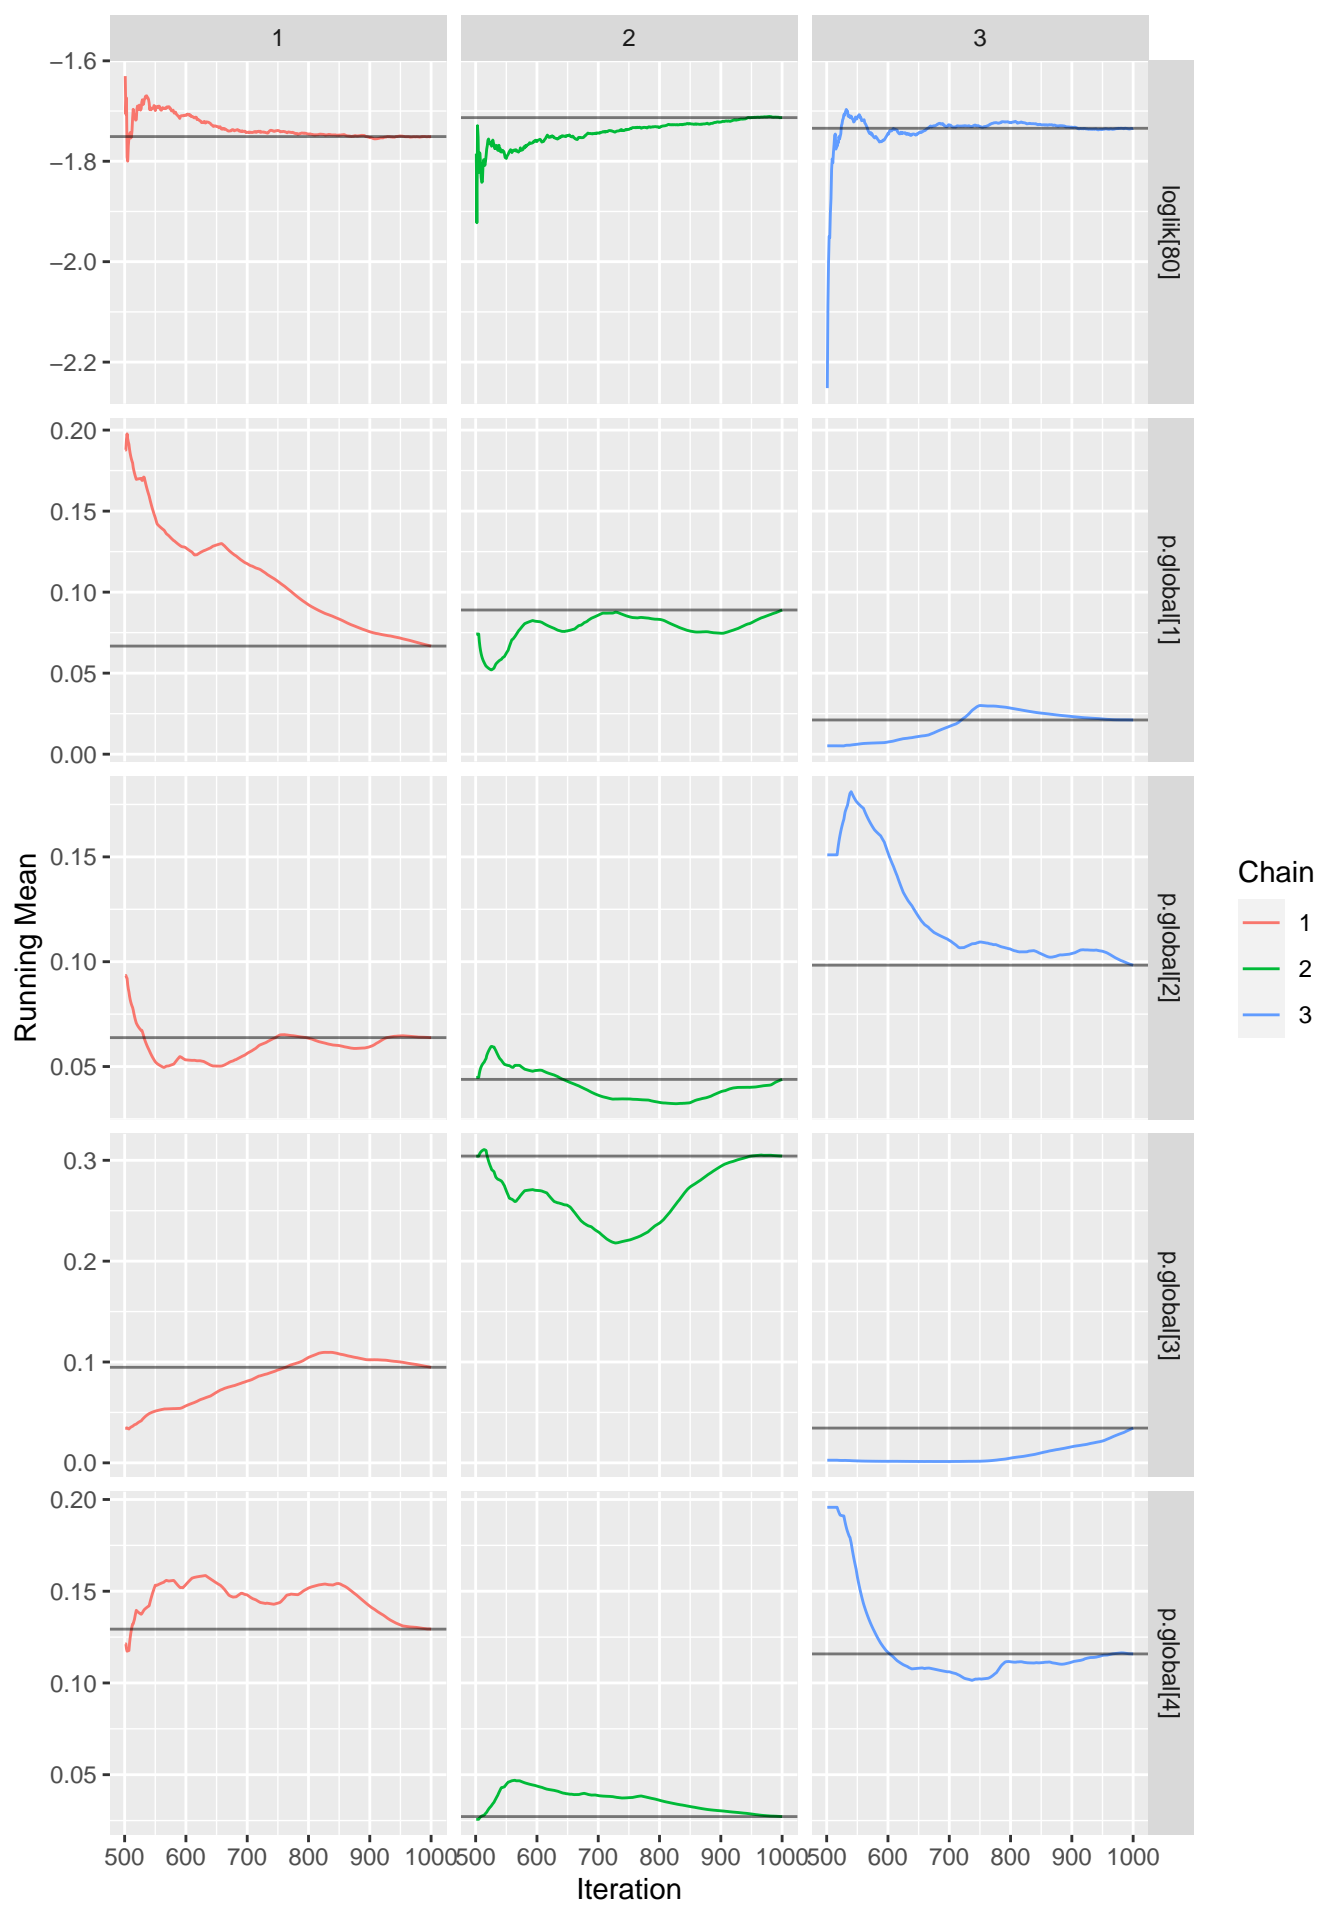 1 2 3
−1.6
−1.8
−2.0
−2.2
loglik[80]
0.20
0.15
0.10
0.05
0.00
p.global[1]
0.15
0.10
0.05
p.global[2]
0.3
0.2
0.1
0.0
p.global[3]
0.20
0.15
0.10
0.05
p.global[4]
500 600 700 800 900 1000 500 600 700 800 900 1000 500 600 700 800 900 1000
Iteration
Running Mean
Chain
1
2
3